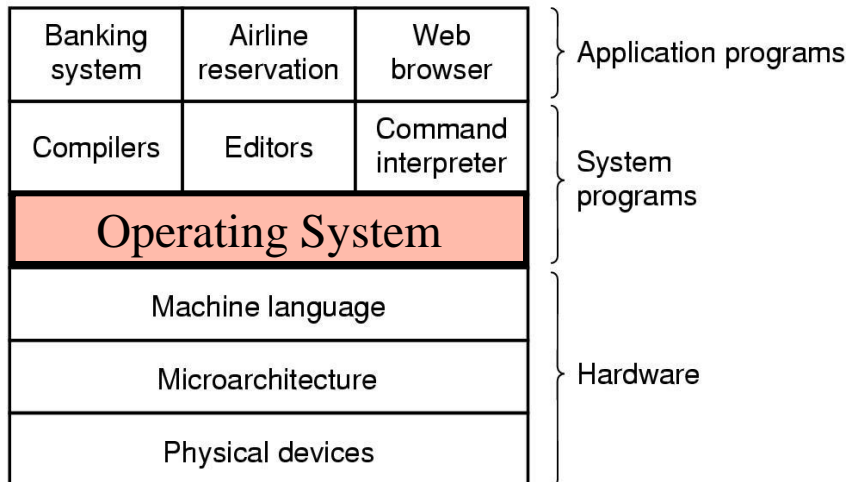 Banking
system
Airline
reservation
Web
browser
Application programs
Compilers
Editors
Command
interpreter
System
programs
Operating System
Machine language
Microarchitecture
Hardware
Physical devices